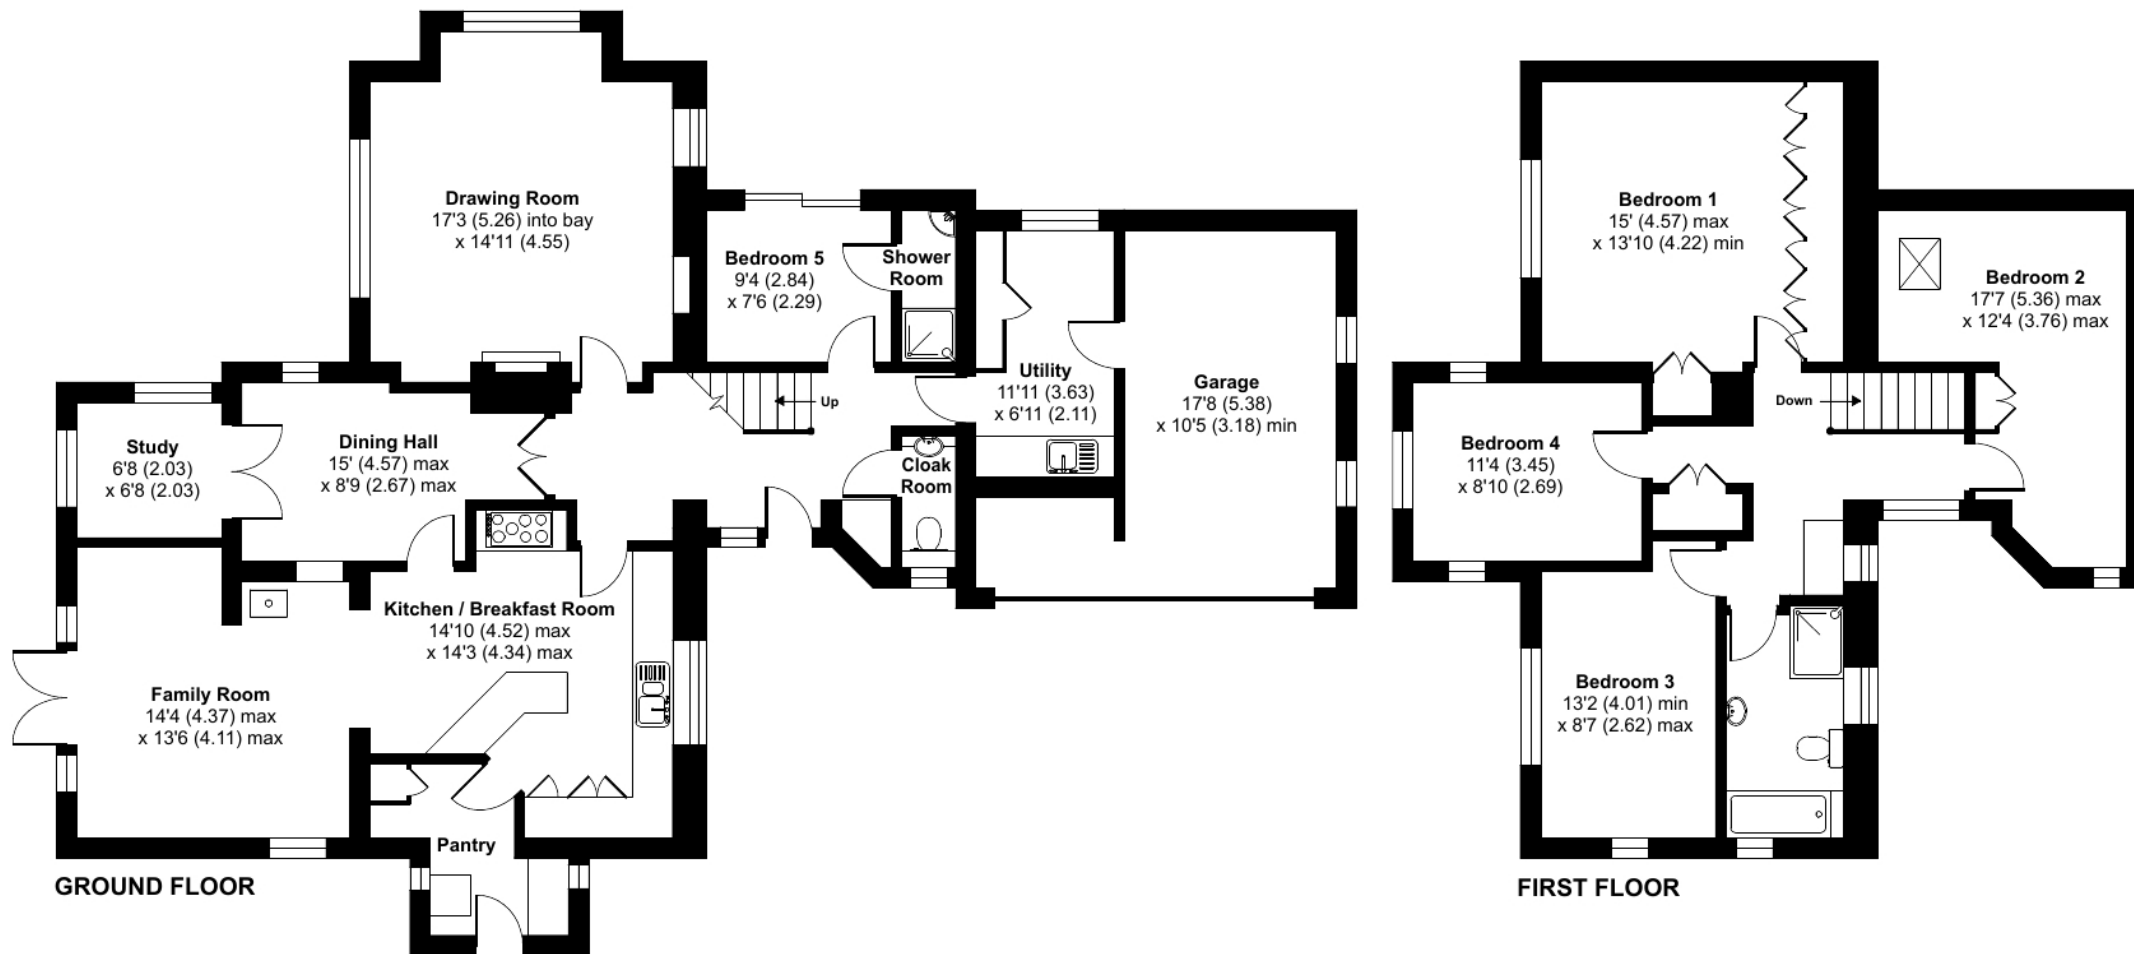 Drawing Room
17'3 (5.26) into bay
x 14'11 (4.55)
Bedroom 5
9'4 (2.84)
x 7'6 (2.29)
Shower
Room
Utility
11'11 (3.63)
x 6'11 (2.11)
Garage
17'8 (5.38)
x 10'5 (3.18) min
Up
Study
6'8 (2.03)
x 6'8 (2.03)
Dining Hall
15' (4.57) max
x 8'9 (2.67) max
Cloak
Room
Kitchen / Breakfast Room
14'10 (4.52) max
x 14'3 (4.34) max
Family Room
14'4 (4.37) max
x 13'6 (4.11) max
Pantry
GROUND FLOOR
Bedroom 1
15' (4.57) max
x 13'10 (4.22) min
Bedroom 2
17'7 (5.36) max
x 12'4 (3.76) max
Down
Bedroom 4
11'4 (3.45)
x 8'10 (2.69)
Bedroom 3
13'2 (4.01) min
x 8'7 (2.62) max
FIRST FLOOR